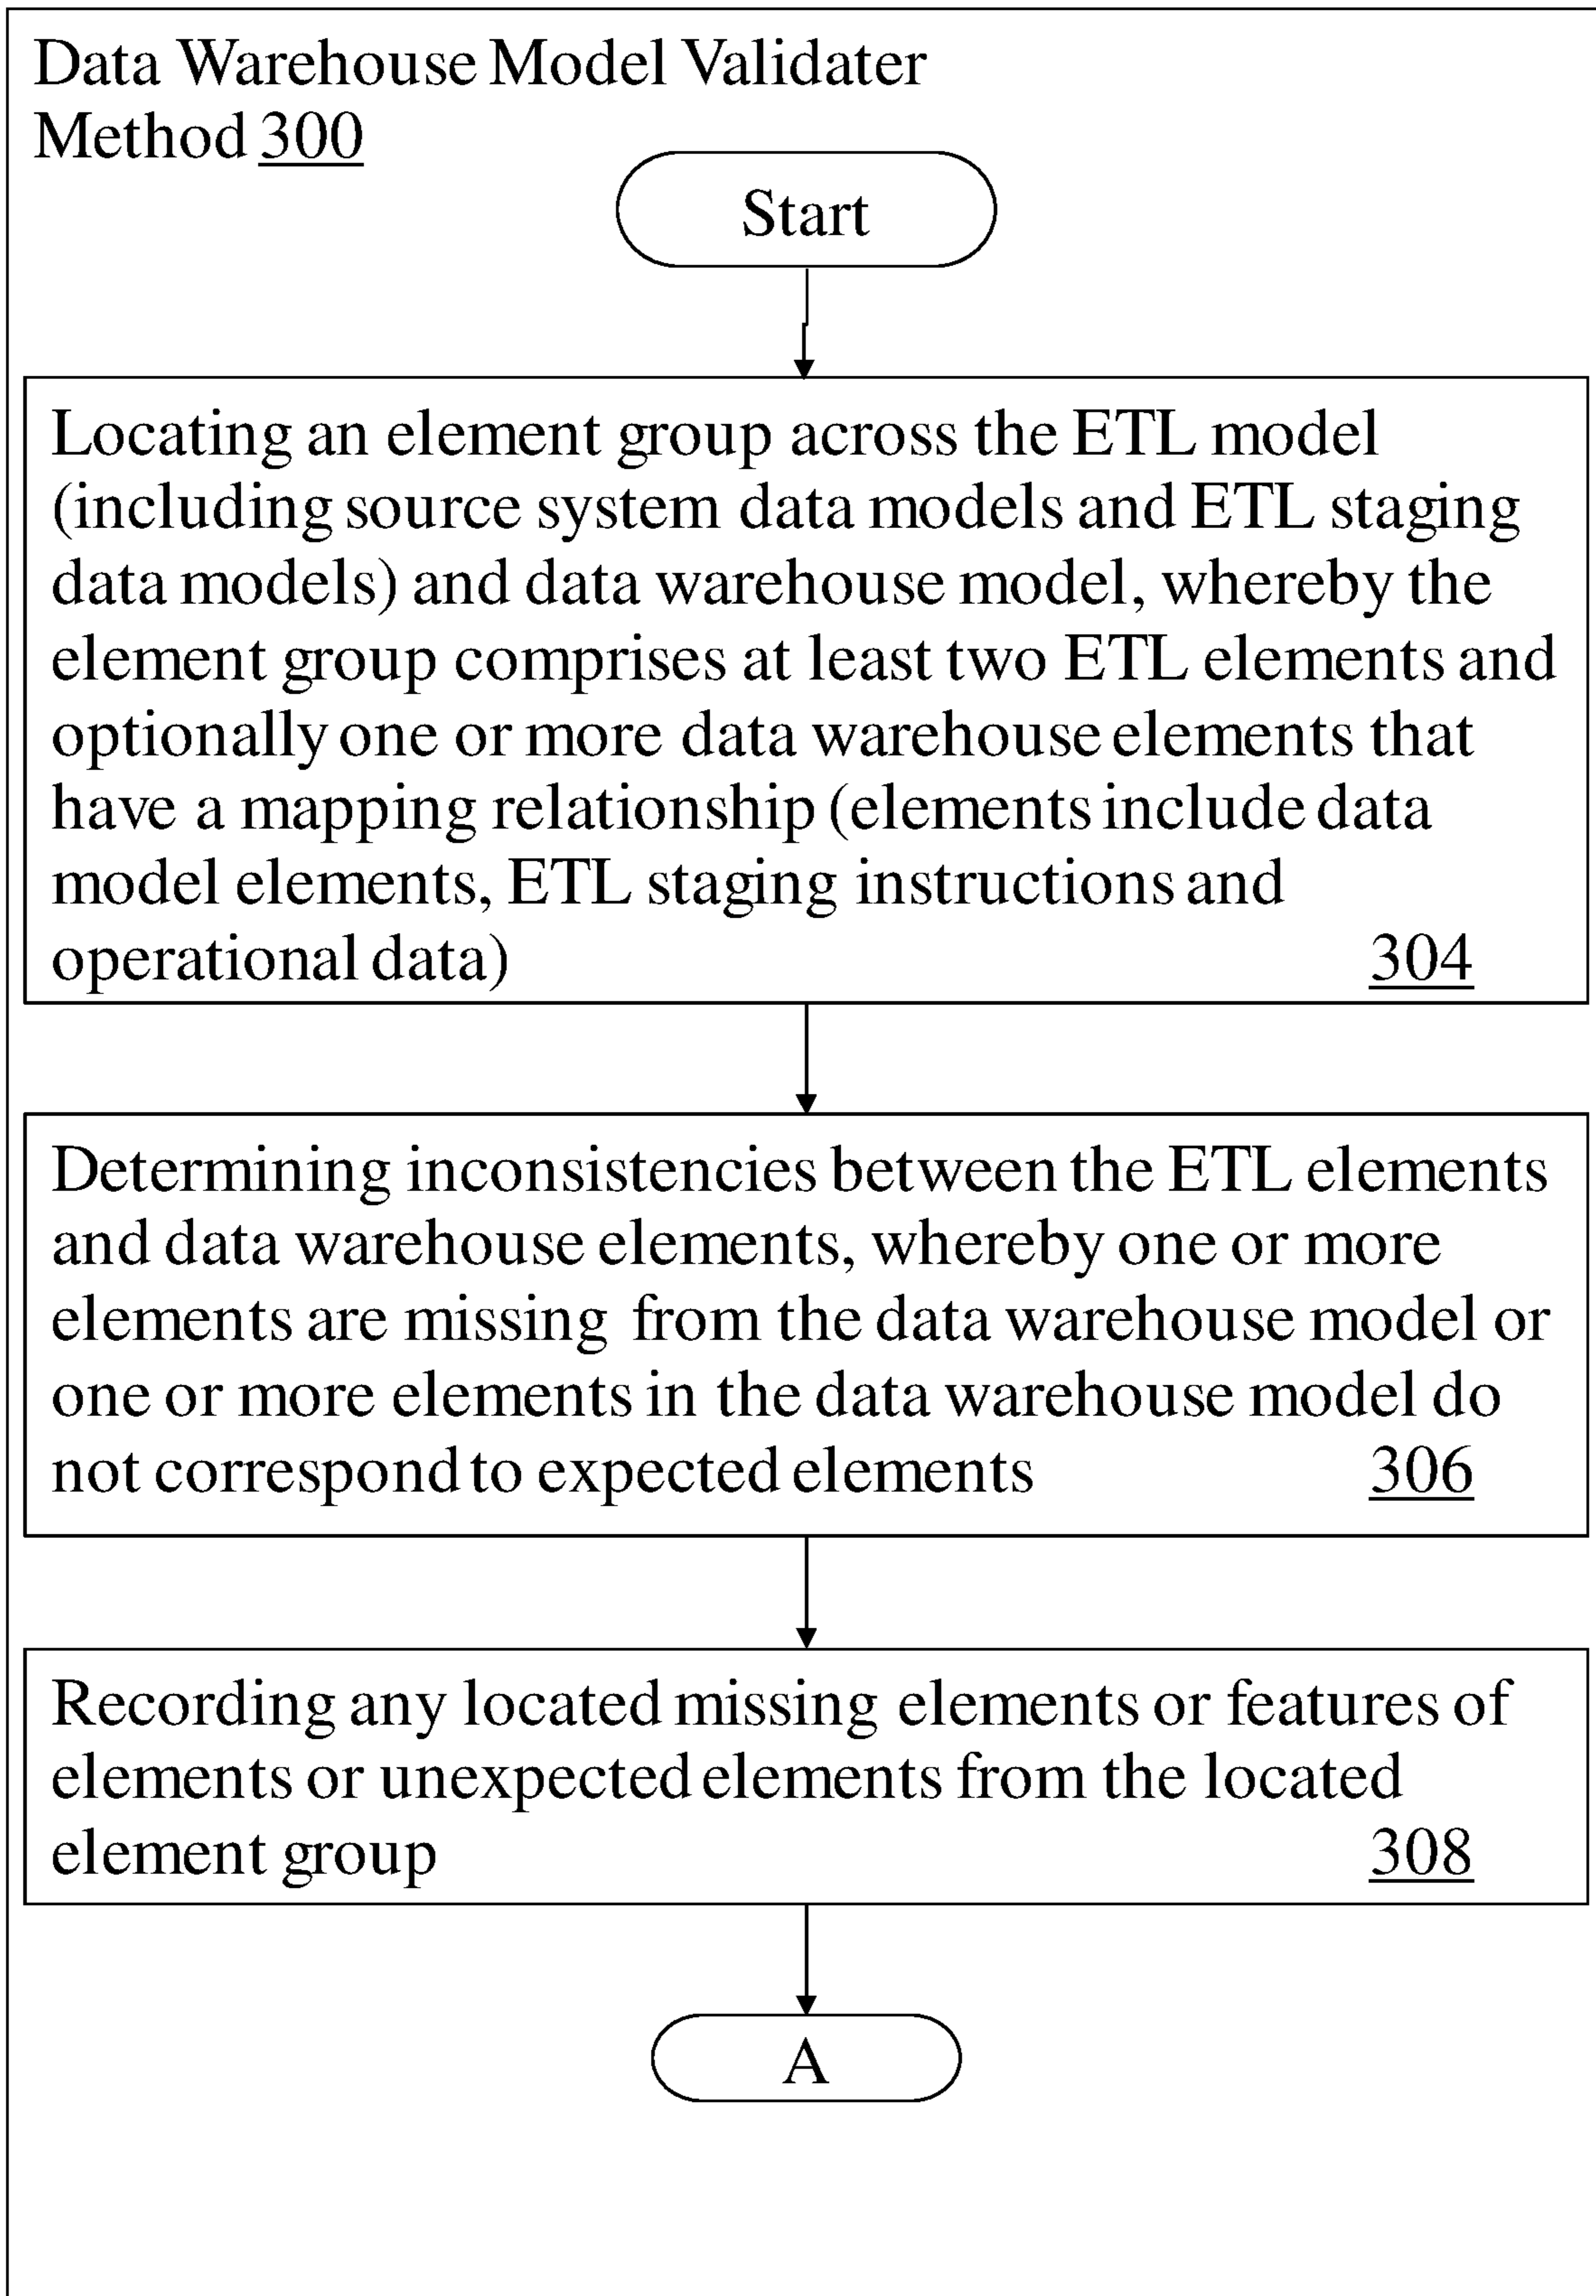 Data Warehouse Model Validater
Method 300
Start
Locating an element group across the ETL model
(including source system data models and ETL staging
data models) and data warehouse model, whereby the
element group comprises at least two ETL elements and
optionally one or more data warehouse elements that
have a mapping relationship (elements include data
model elements, ETL staging instructions and
operational data) 304
Determining inconsistencies between the ETL elements
and data warehouse elements, whereby one or more
elements are missing from the data warehouse model or
one or more elements in the data warehouse model do
not correspond to expected elements 306
Recording any located missing elements or features of
elements or unexpected elements from the located
element group 308
A